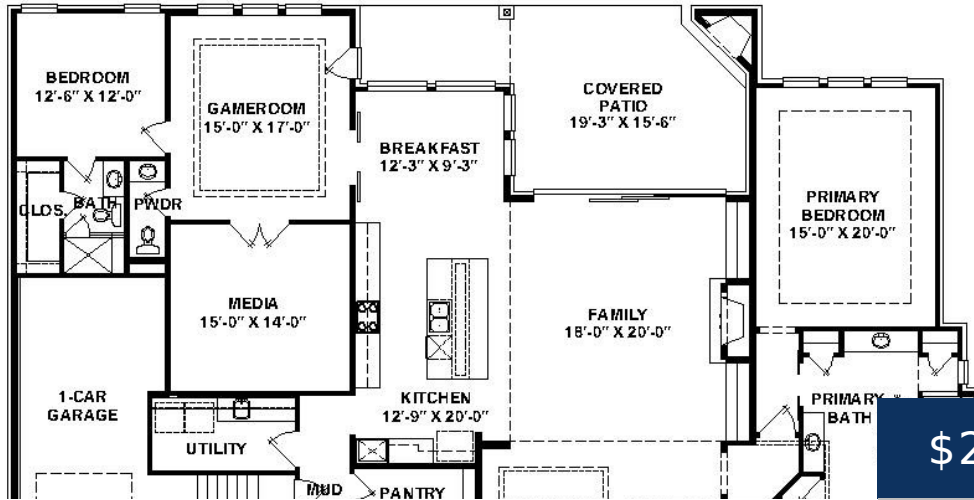 BEDROOM
12'-6" X 12'-0"
GAMEROOM
15'-0" X 17'-0"
COVERED
PATIO
19'-3" X 15'-6"
BREAKFAST
12'-3" X 9'-3"
PRIMARY
BEDROOM
15'-0" X 20'-0"
CLOS.
BATH
PWDR
MEDIA
15'-0" X 14'-0"
FAMILY
18'-0" X 20'-0"
1-CAR
GARAGE
KITCHEN
12'-9" X 20'-0"
PRIMARY
BATH
UTILITY
MUD
PANTRY
$2